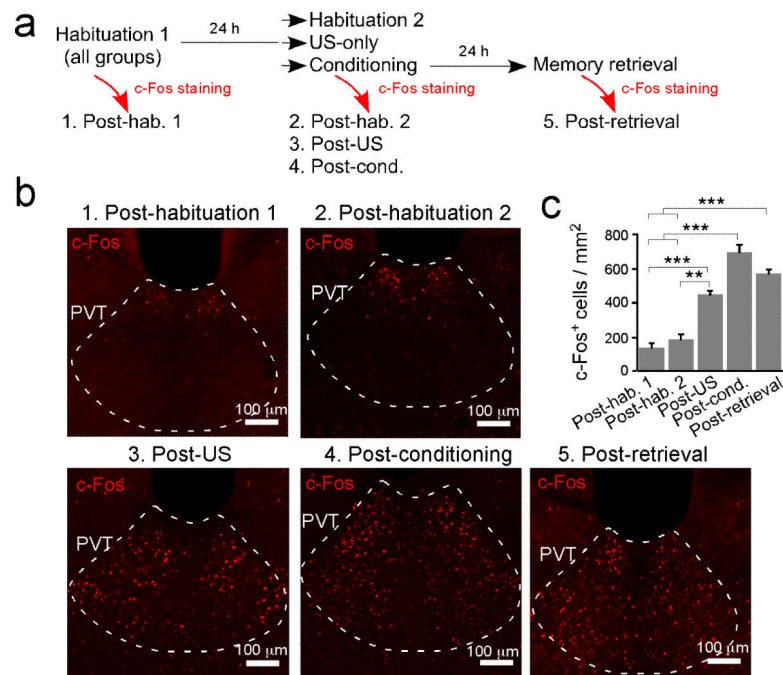 a
Habituation 1
(all groups)
24 h
Habituation 2
US-only
Conditioning
24 h
Memory retrieval
c-Fos staining
c-Fos staining
c-Fos staining
1. Post-hab. 1
2. Post-hab. 2
3. Post-US
4. Post-cond.
5. Post-retrieval
b
1. Post-habituation 1
c-Fos
PVT
100 μm
2. Post-habituation 2
c-Fos
PVT
100 μm
3. Post-US
c-Fos
PVT
100 μm
4. Post-conditioning
c-Fos
PVT
100 μm
5. Post-retrieval
c-Fos
PVT
100 μm
c
c-Fos⁺ cells / mm²
800
600
400
200
0
***
***
***
**
Post-hab. 1
Post-hab. 2
Post-US
Post-cond.
Post-retrieval